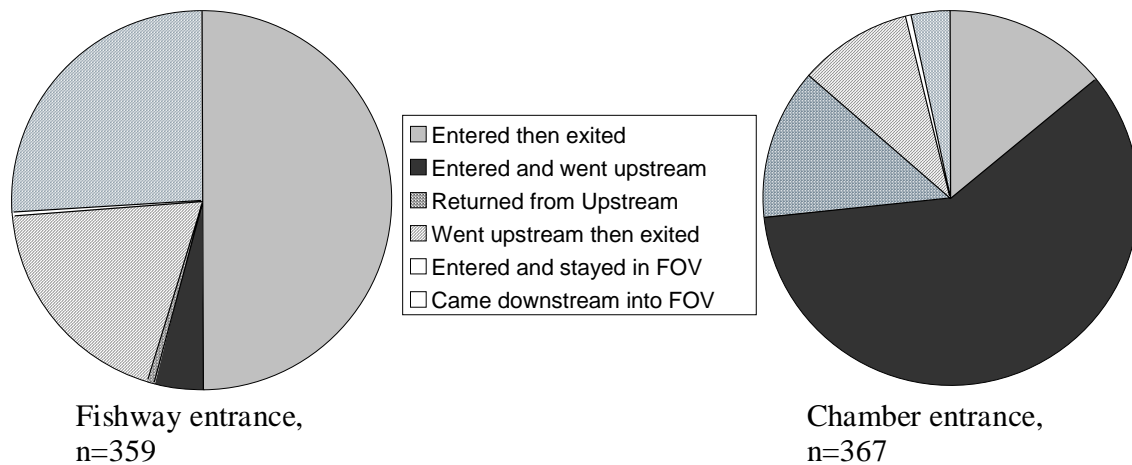 Entered then exited
Entered and went upstream
Returned from Upstream
Went upstream then exited
Entered and stayed in FOV
Came downstream into FOV
Fishway entrance,
n=359
Chamber entrance,
n=367